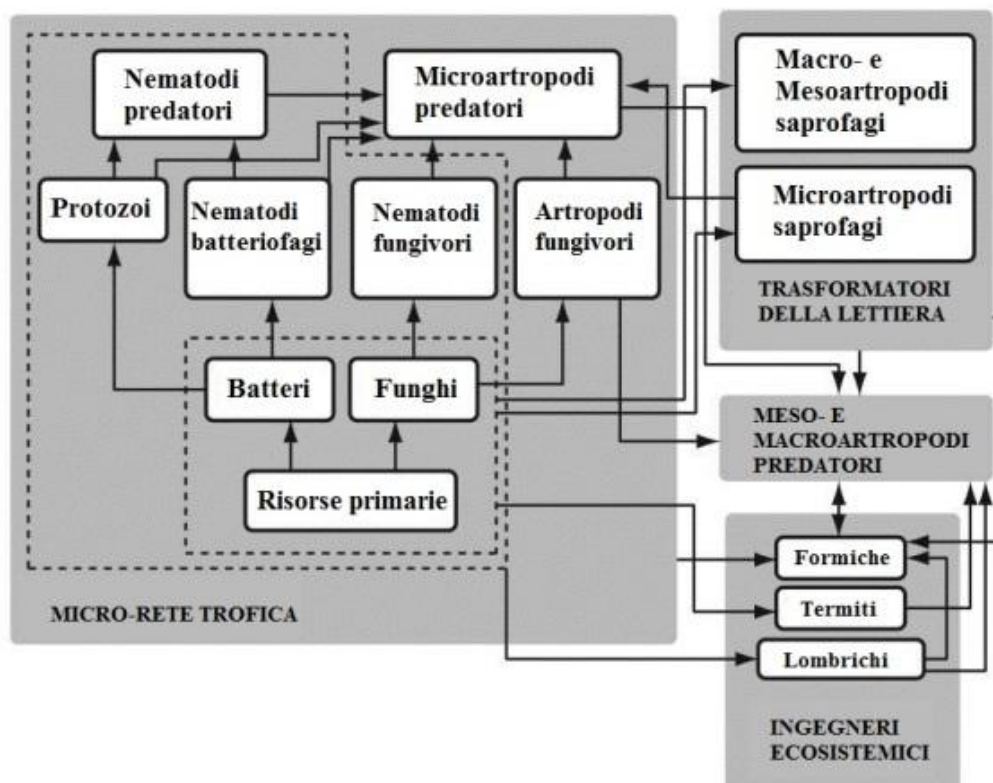 Nematodi
predatori
Microartropodi
predatori
Macro- e
Mesoartropodi
saprofagi
Protozoi
Nematodi
batteriofagi
Nematodi
fungivori
Artropodi
fungivori
Microartropodi
saprofagi
TRASFORMATORI
DELLA LETTIERA
Batteri
Funghi
Risorse primarie
MESO- E
MACROARTROPODI
PREDATORI
MICRO-RETE TROFICA
Formiche
Termiti
Lombrichi
INGEGNERI
ECOSISTEMICI